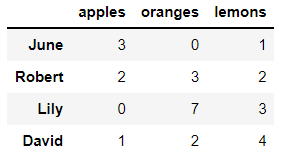 apples oranges lemons
June 3 0 1
Robert 2 3 2
Lily 0 7 3
David 1 2 4